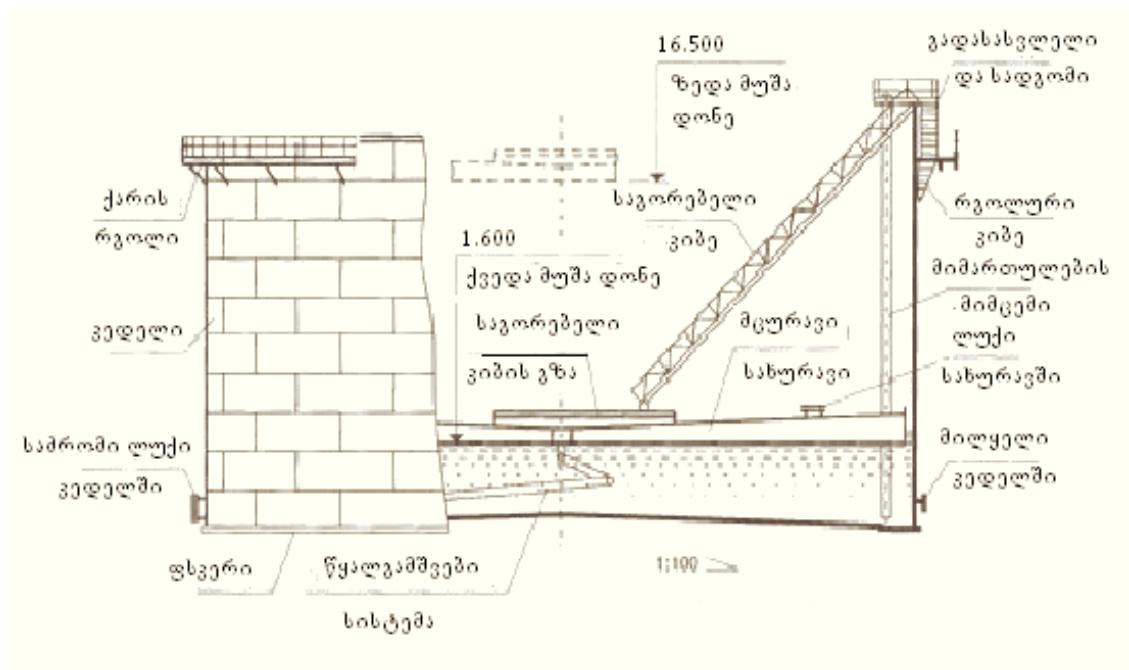 16.500
ზედა მუშა
დონე
გადასასვლელი
და სადგომი
ქარის
რგოლი
საგორებელი
კიბე
რგოლური
კიბე
1.600
ქვედა მუშა დონე
მიმართულების
მიმცემი
კედელი
საგორებელი
კიბის გზა
მცურავი
სახურავი
ლუქი
სახურავში
სამრომი ლუქი
კედელში
მილყელი
კედელში
ფსკერი
წყალგამშვები
სისტემა
1:100